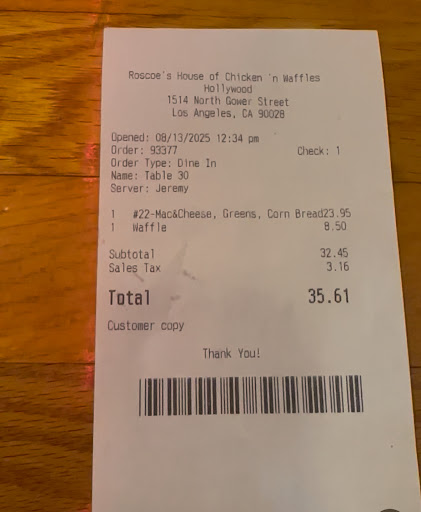 Roscoe's House of Chicken 'n Waffles
Hollywood
1514 North Gower Street
Los Angeles, CA 90028
Opened: 08/13/2025 12:34 pm
Order: 93377 Check: 1
Order Type: Dine In
Name: Table 30
Server: Jeremy
1 #22-Mac&Cheese, Greens, Corn Bread23.95
1 Waffle 8.50
Subtotal 32.45
Sales Tax 3.16
Total 35.61
Customer copy
Thank You!